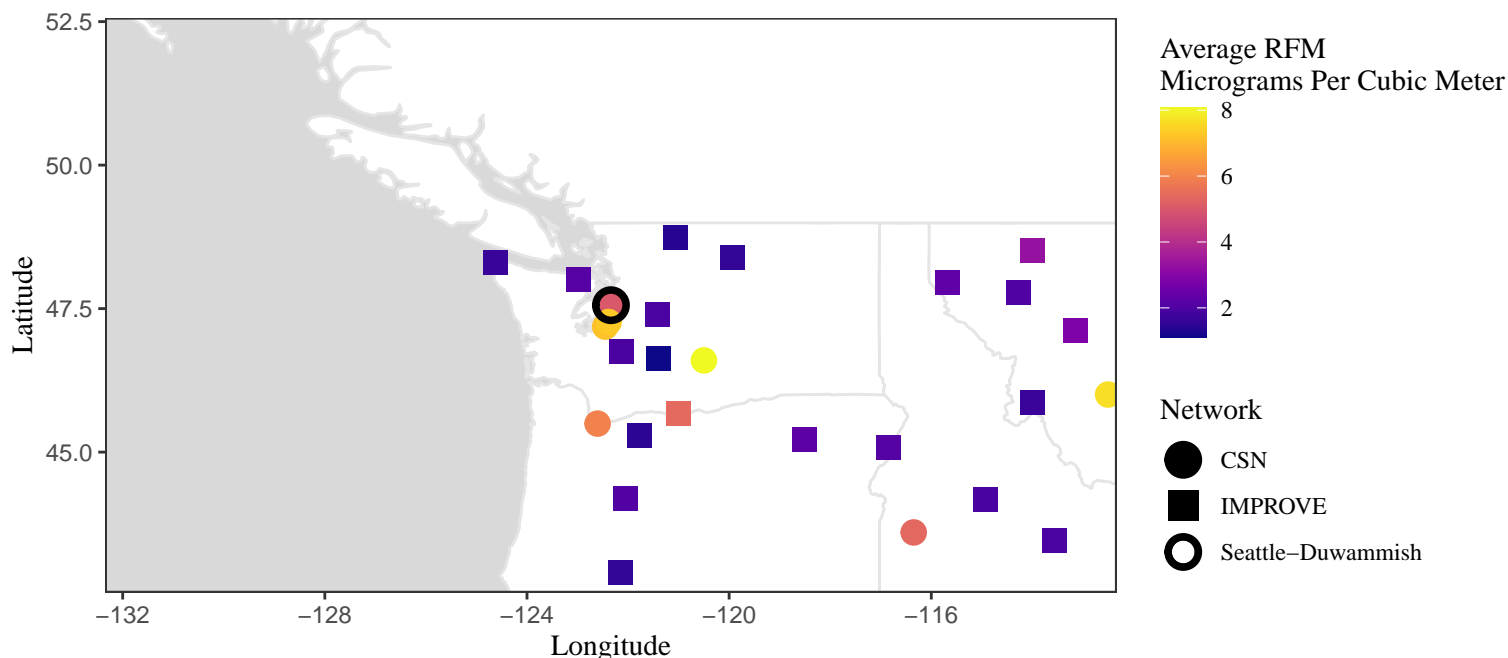 52.5
50.0
47.5
45.0
Latitude
−132
−128
−124
−120
−116
Longitude
Average RFM
Micrograms Per Cubic Meter
8
6
4
2
Network
CSN
IMPROVE
Seattle−Duwammish